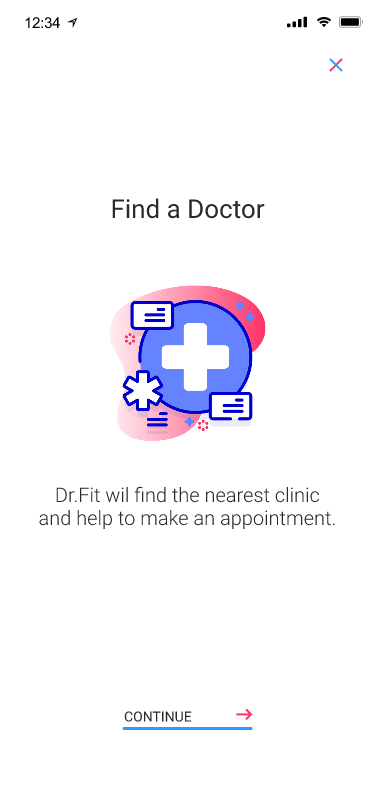 12:34
Find a Doctor
Dr.Fit wil find the nearest clinic
and help to make an appointment.
CONTINUE